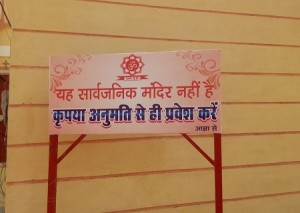 यह सार्वजनिक मंदिर नहीं है
कृपया अनुमति से ही प्रवेश करें
आज्ञा से